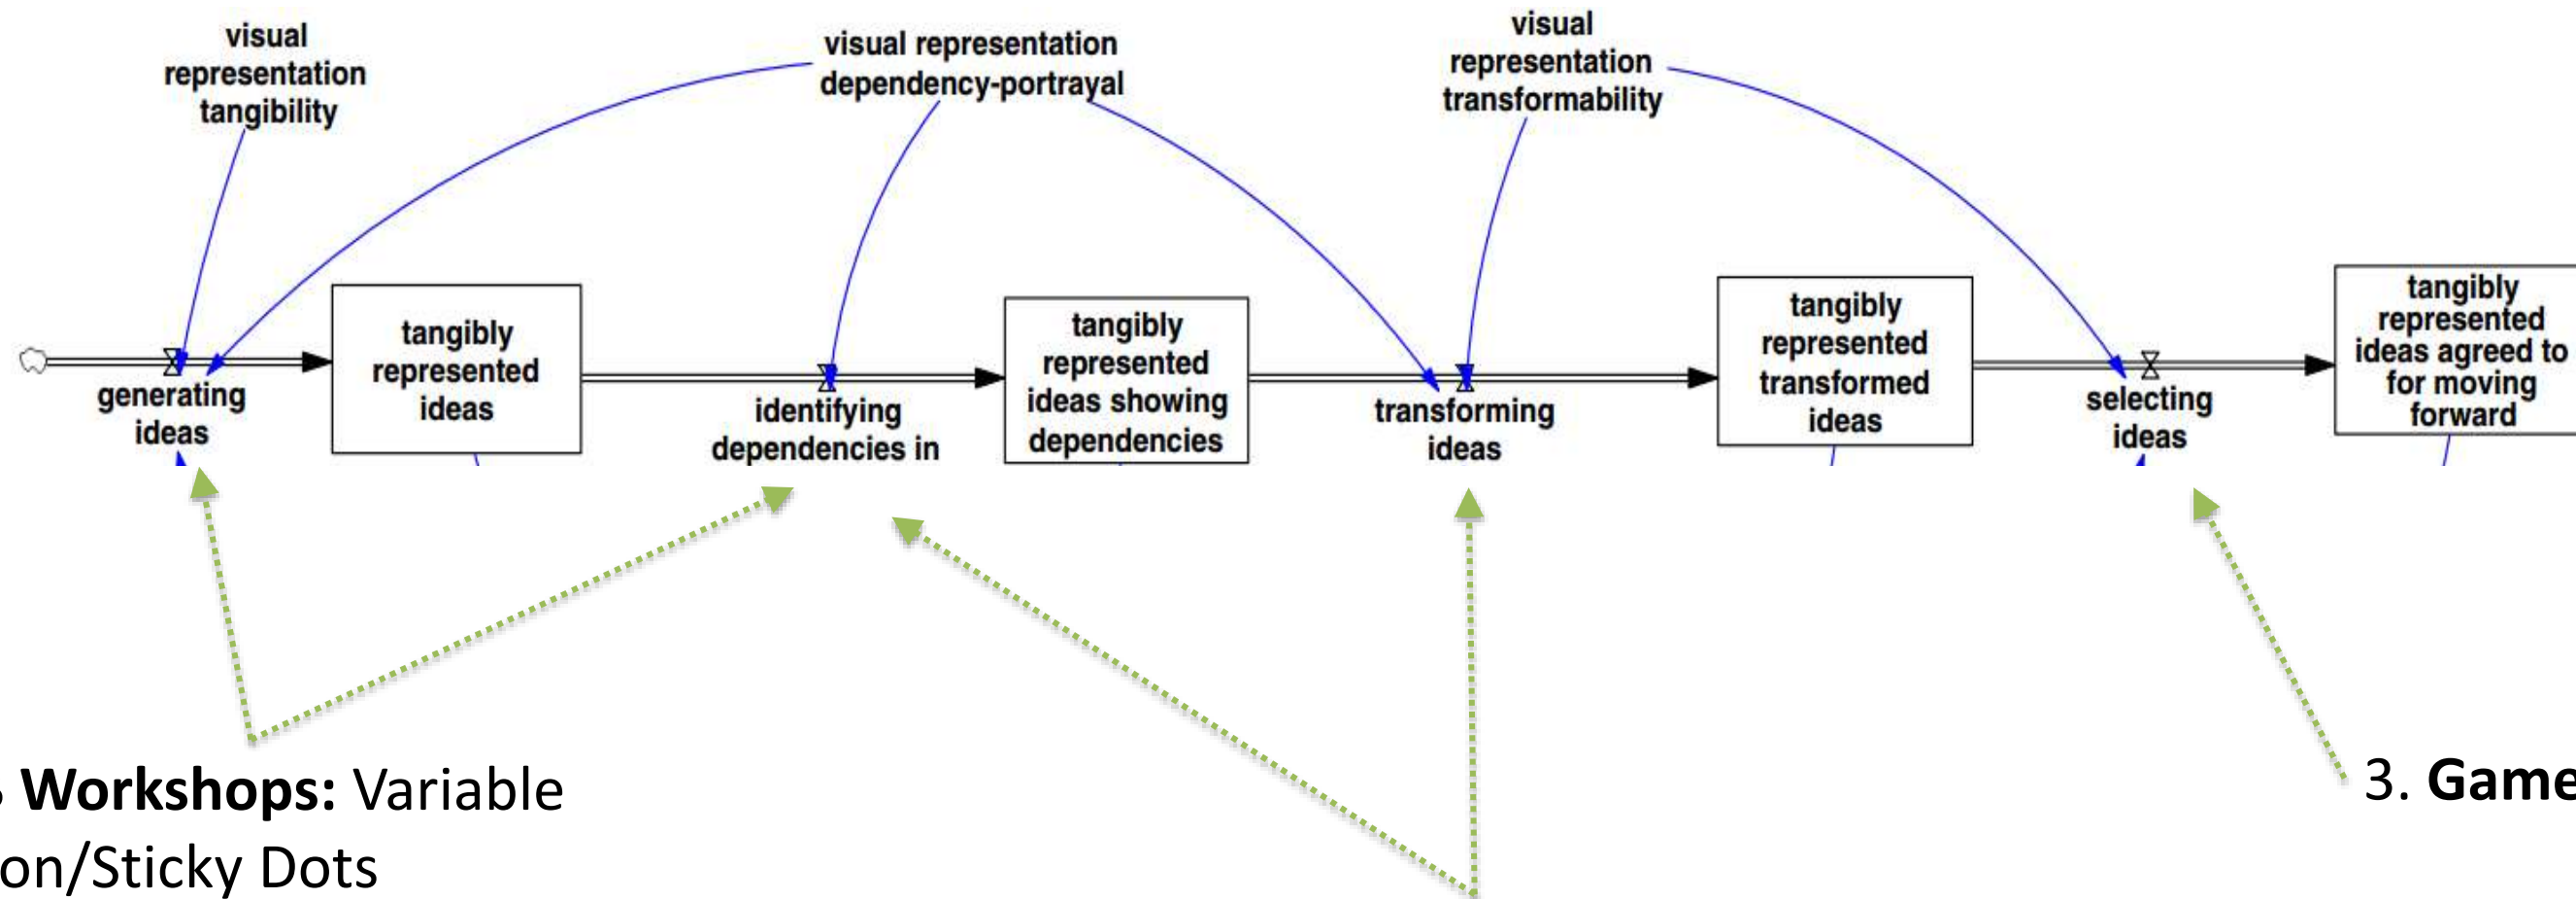 visual
representation
tangibility
visual representation
dependency-portrayal
visual
representation
transformability
generating
ideas
tangibly
represented
ideas
identifying
dependencies in
tangibly
represented
ideas showing
dependencies
transforming
ideas
tangibly
represented
transformed
ideas
selecting
ideas
tangibly
represented
ideas agreed to
for moving
forward
Workshops: Variable
on/Sticky Dots
3. Game